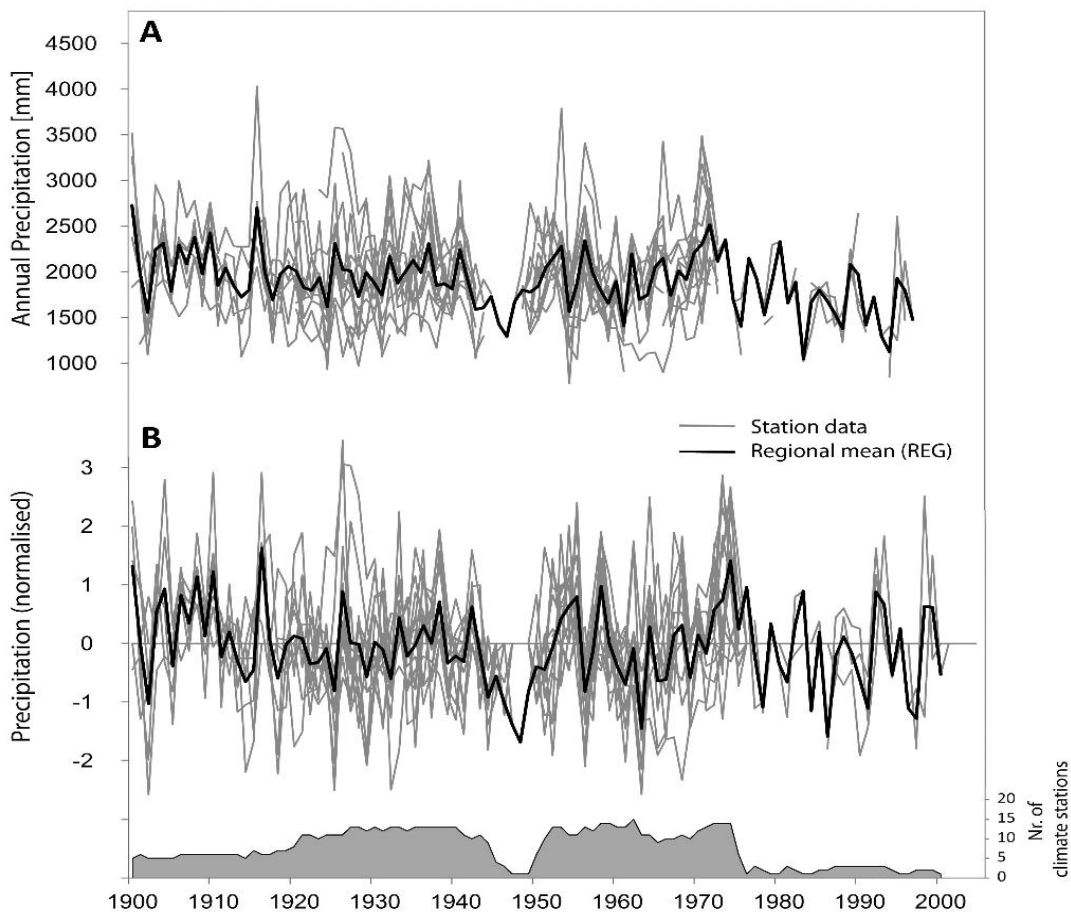 A
Annual Precipitation [mm]
4500
4000
3500
3000
2500
2000
1500
1000
Station data
Regional mean (REG)
B
Precipitation (normalised)
3
2
1
0
-1
-2
20
15
10
5
0
Nr. of
climate stations
1900 1910 1920 1930 1940 1950 1960 1970 1980 1990 2000